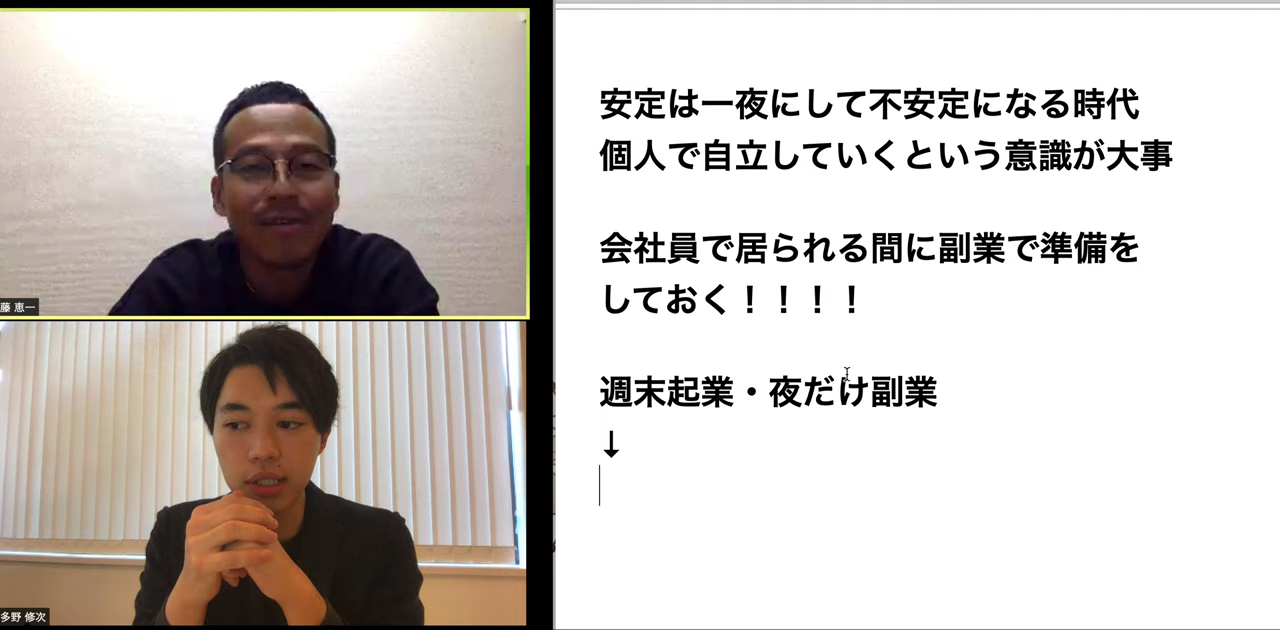 藤 恵一
多野 修次
安定は一夜にして不安定になる時代
個人で自立していくという意識が大事
会社員で居られる間に副業で準備を
しておく！！！！
週末起業・夜だけ副業
↓